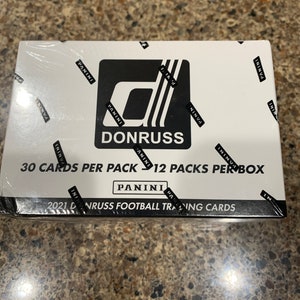 DONRUSS
30 CARDS PER PACK - 12 PACKS PER BOX
PANINI
2021 DONRUSS FOOTBALL TRADING CARDS